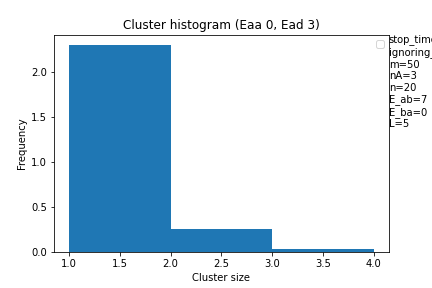 Cluster histogram (Eaa 0, Ead 3)
stop_time
ignoring_
m=50
nA=3
n=20
E_ab=7
E_ba=0
L=5
2.0
1.5
1.0
0.5
0.0
Frequency
1.0 1.5 2.0 2.5 3.0 3.5 4.0
Cluster size